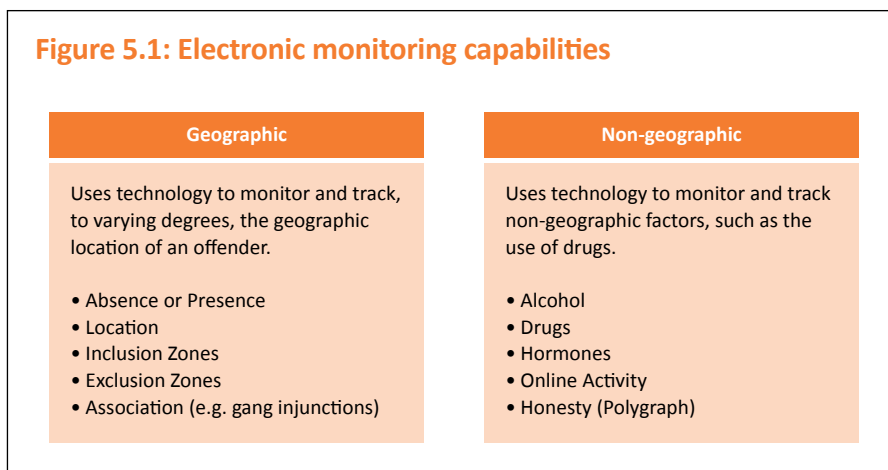 Figure 5.1: Electronic monitoring capabilities
Geographic
Uses technology to monitor and track,
to varying degrees, the geographic
location of an offender.
• Absence or Presence
• Location
• Inclusion Zones
• Exclusion Zones
• Association (e.g. gang injunctions)
Non-geographic
Uses technology to monitor and track
non-geographic factors, such as the
use of drugs.
• Alcohol
• Drugs
• Hormones
• Online Activity
• Honesty (Polygraph)